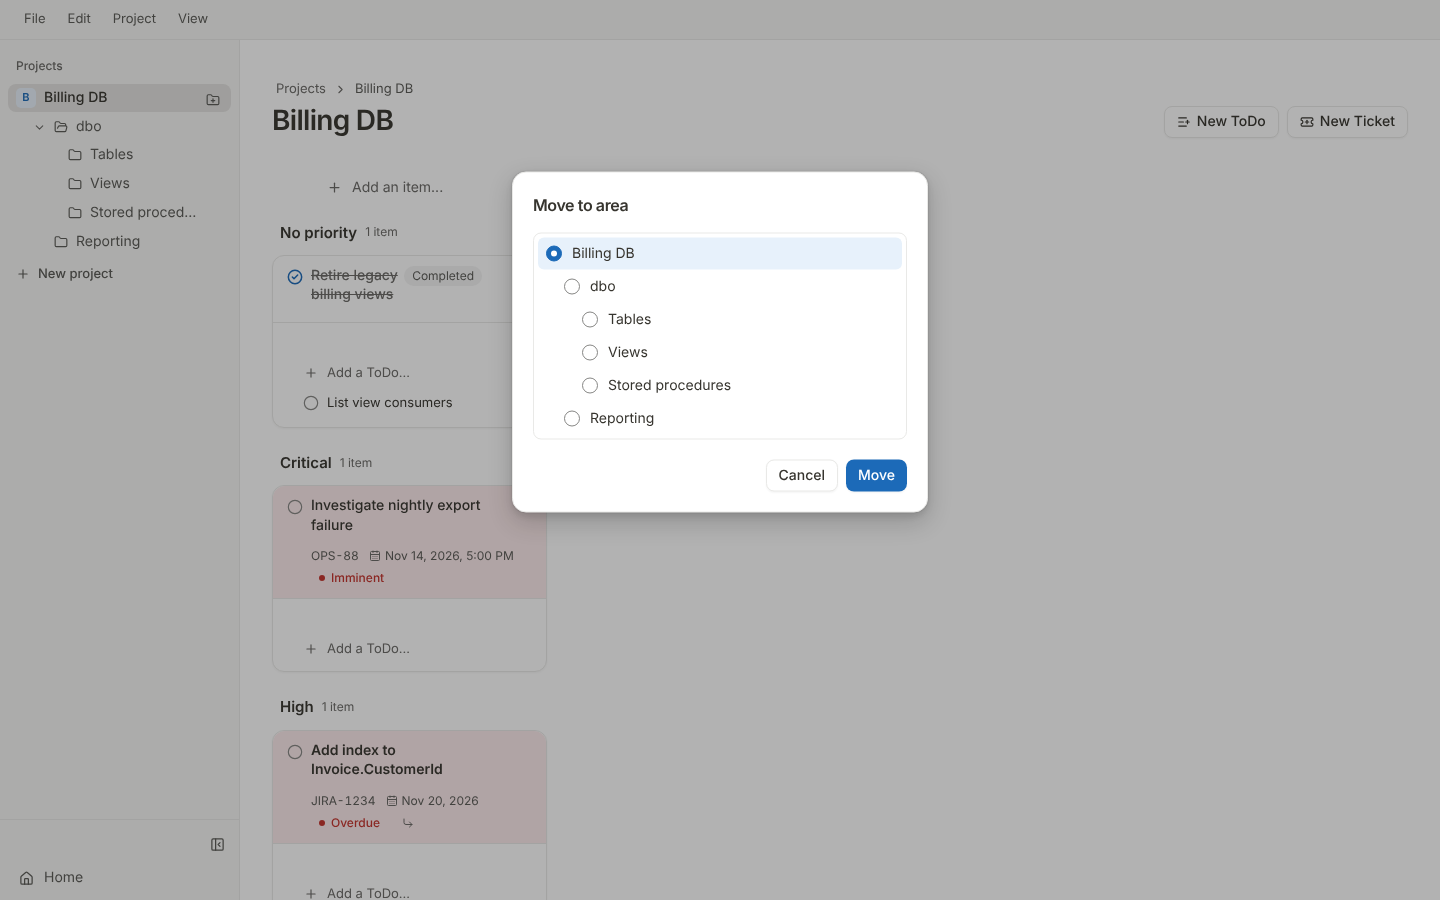 File Edit Project View
Projects
B Billing DB
dbo
Tables
Views
Stored proced...
Reporting
New project
Home
Projects > Billing DB
Billing DB
New ToDo
New Ticket
Add an item...
No priority 1 item
Retire legacy billing views
Completed
Add a ToDo...
List view consumers
Critical 1 item
Investigate nightly export
failure
OPS-88 Nov 14, 2026, 5:00 PM
Imminent
Add a ToDo...
High 1 item
Add index to
Invoice.CustomerId
JIRA-1234 Nov 20, 2026
Overdue
Add a ToDo...
Move to area
Billing DB
dbo
Tables
Views
Stored procedures
Reporting
Cancel Move